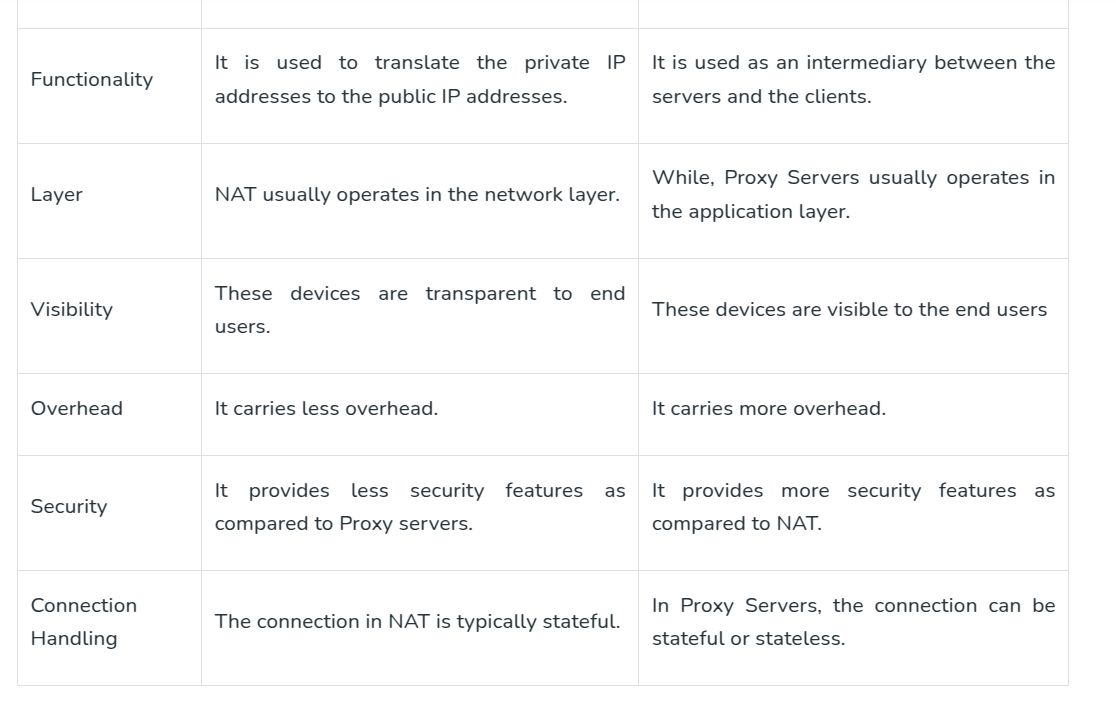 Functionality
It is used to translate the private IP
addresses to the public IP addresses.
It is used as an intermediary between the
servers and the clients.
Layer
NAT usually operates in the network layer.
While, Proxy Servers usually operates in
the application layer.
Visibility
These devices are transparent to end
users.
These devices are visible to the end users
Overhead
It carries less overhead.
It carries more overhead.
Security
It provides less security features as
compared to Proxy servers.
It provides more security features as
compared to NAT.
Connection
Handling
The connection in NAT is typically stateful.
In Proxy Servers, the connection can be
stateful or stateless.